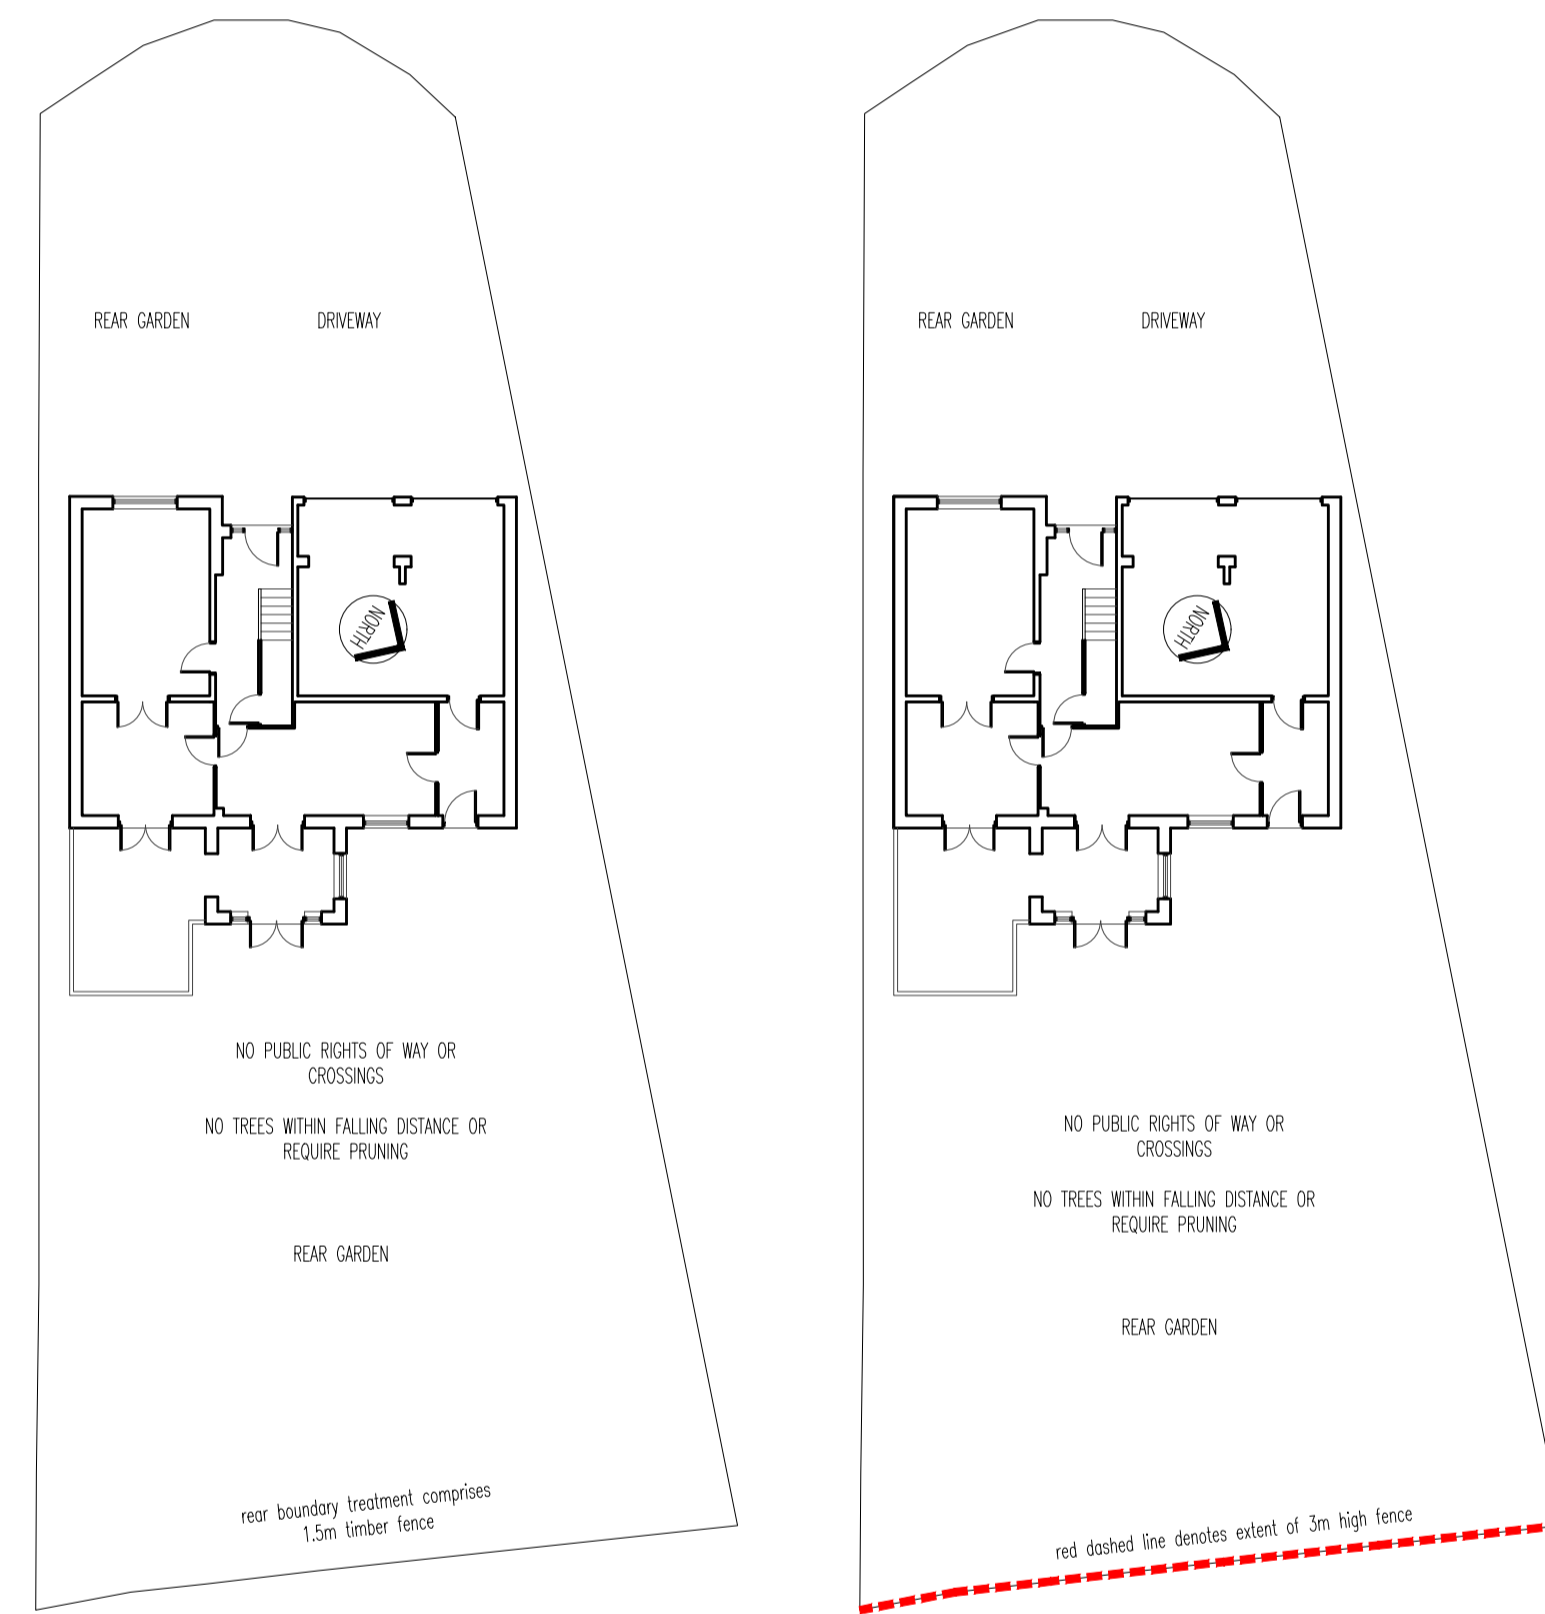 REAR GARDEN
DRIVEWAY
NORTH
NO PUBLIC RIGHTS OF WAY OR
CROSSINGS
NO TREES WITHIN FALLING DISTANCE OR
REQUIRE PRUNING
REAR GARDEN
rear boundary treatment comprises
1.5m timber fence
REAR GARDEN
DRIVEWAY
NORTH
NO PUBLIC RIGHTS OF WAY OR
CROSSINGS
NO TREES WITHIN FALLING DISTANCE OR
REQUIRE PRUNING
REAR GARDEN
red dashed line denotes extent of 3m high fence